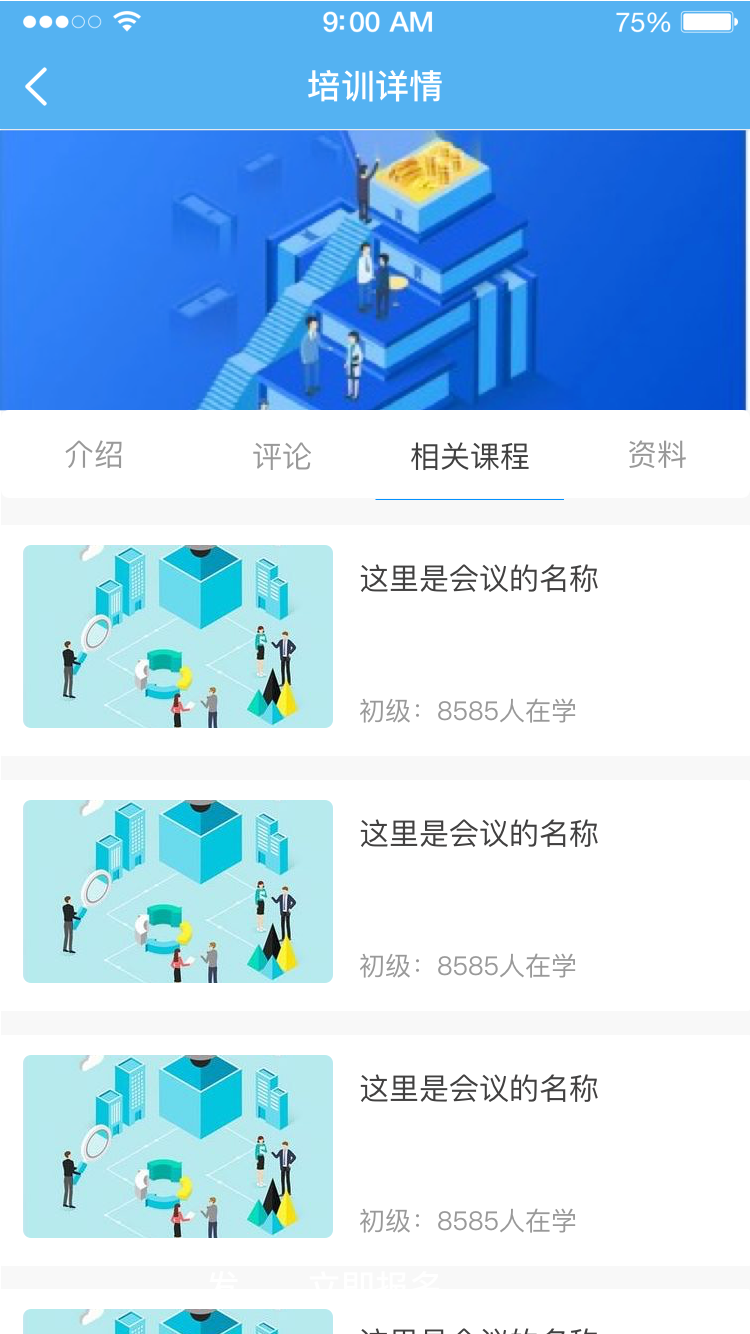 9:00 AM
75%
培训详情
介绍
评论
相关课程
资料
这里是会议的名称
初级：8585人在学
这里是会议的名称
初级：8585人在学
这里是会议的名称
初级：8585人在学
发
立即报名
这里是会议的名称